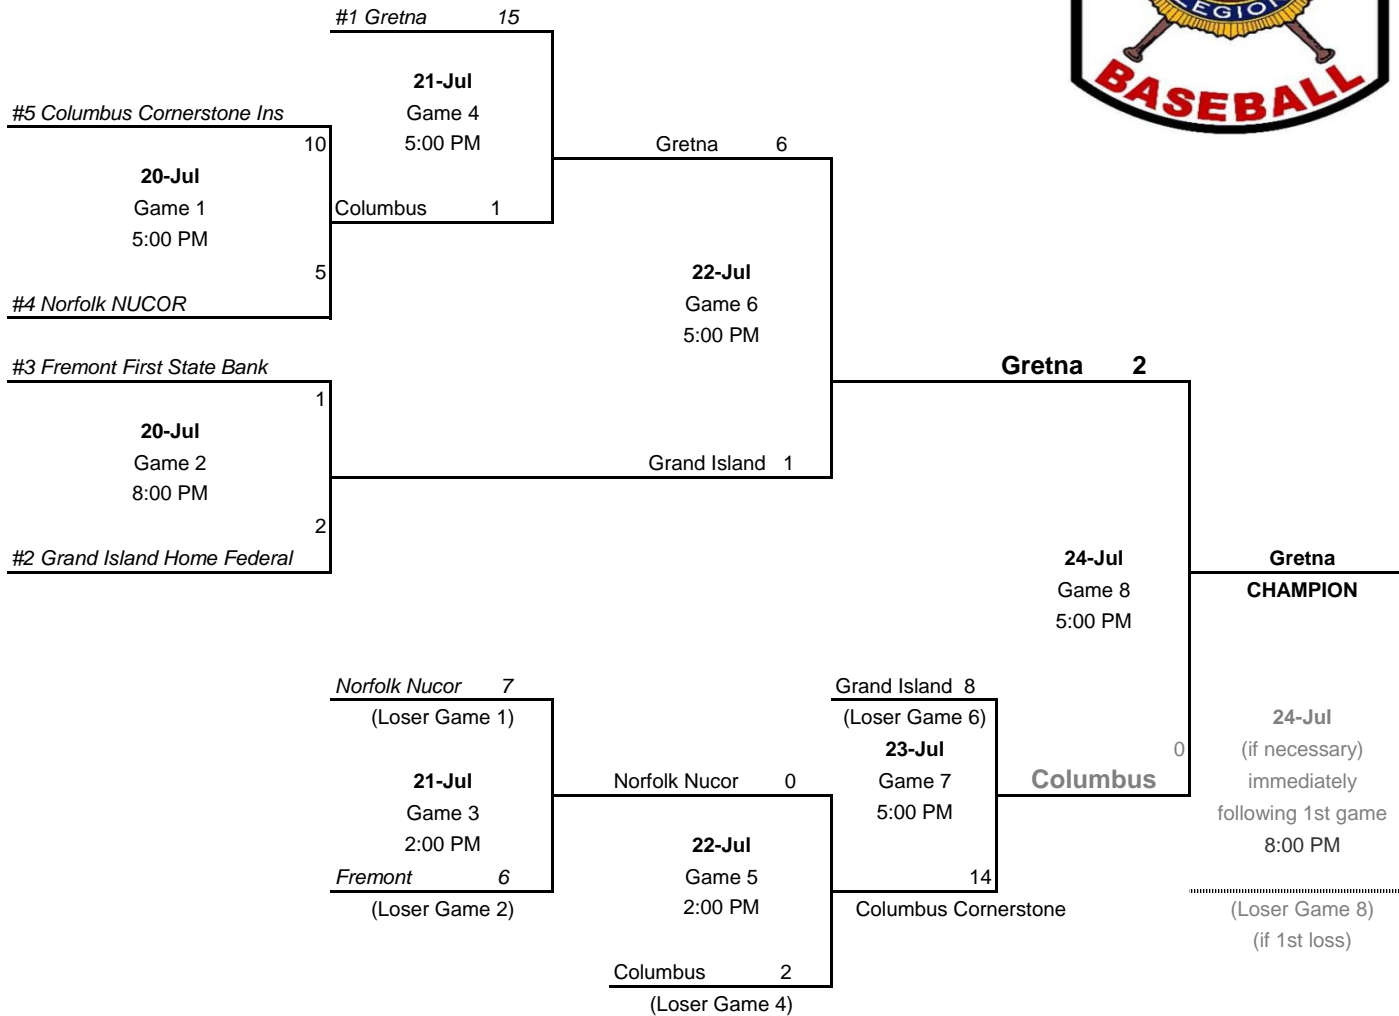 #1 Gretna 15
LEGION
BASEBALL
21-Jul
Game 4
5:00 PM
#5 Columbus Cornerstone Ins
10
20-Jul
Game 1
5:00 PM
Columbus 1
5
#4 Norfolk NUCOR
Gretna 6
22-Jul
Game 6
5:00 PM
#3 Fremont First State Bank
1
20-Jul
Game 2
8:00 PM
2
#2 Grand Island Home Federal
Grand Island 1
Gretna 2
24-Jul
Game 8
5:00 PM
Gretna
CHAMPION
Norfolk Nucor 7
(Loser Game 1)
21-Jul
Game 3
2:00 PM
Fremont 6
(Loser Game 2)
Norfolk Nucor 0
22-Jul
Game 5
2:00 PM
Columbus 2
(Loser Game 4)
Grand Island 8
(Loser Game 6)
23-Jul
Game 7
5:00 PM
14
Columbus Cornerstone
0
Columbus
24-Jul
(if necessary)
immediately
following 1st game
8:00 PM
(Loser Game 8)
(if 1st loss)